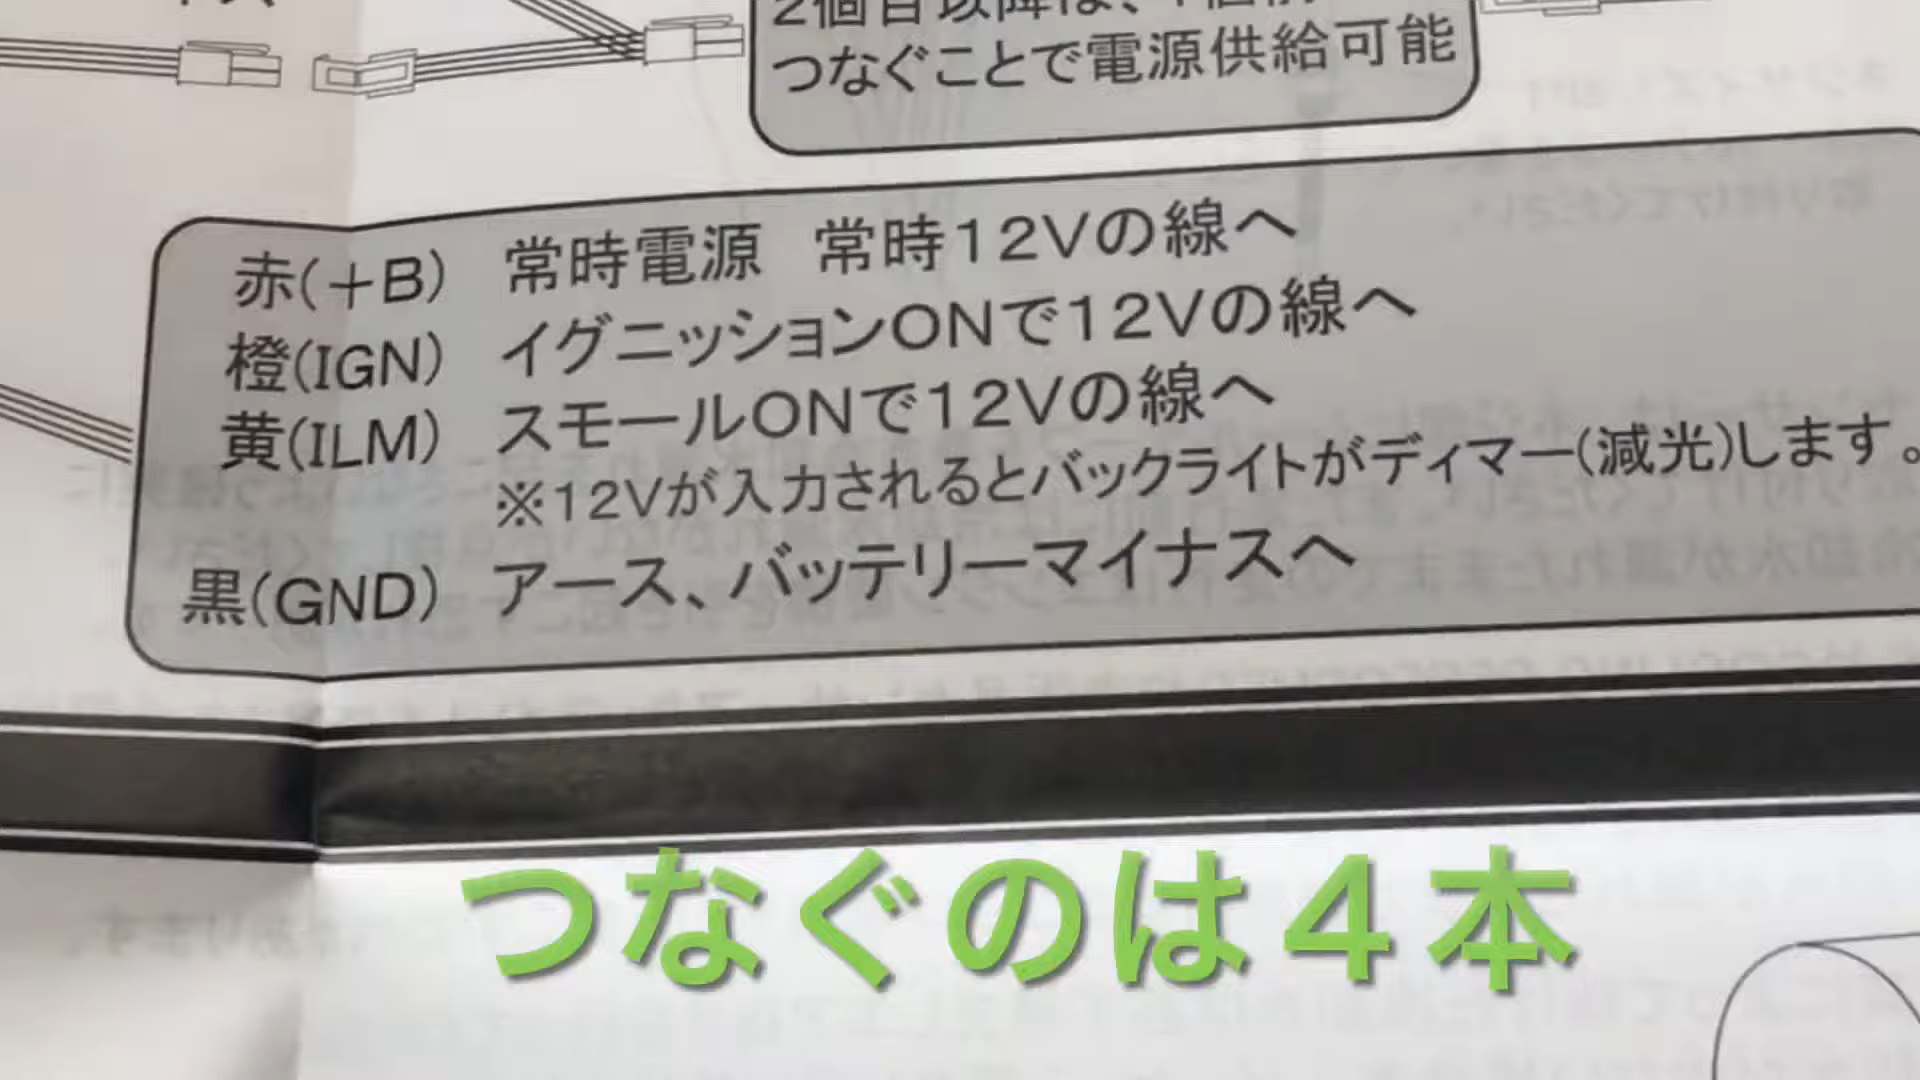 つなぐことで電源供給可能
赤(+B) 常時電源 常時12Vの線へ
橙(IGN) イグニッションONで12Vの線へ
黄(ILM) スモールONで12Vの線へ
※12Vが入力されるとバックライトがディマー(減光)します。
黒(GND) アース、バッテリーマイナスへ
つなぐのは4本